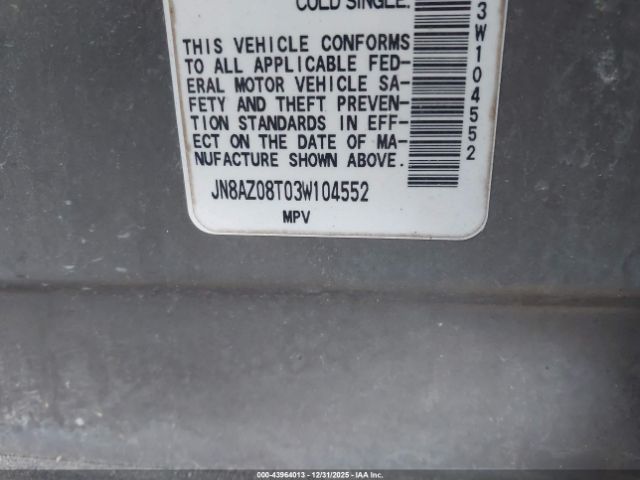 COLD SINGLE.
THIS VEHICLE CONFORMS
TO ALL APPLICABLE FED-
ERAL MOTOR VEHICLE SA-
FETY AND THEFT PREVEN-
TION STANDARDS IN EFF-
ECT ON THE DATE OF MA-
NUFACTURE SHOWN ABOVE.
JN8AZ08T03W104552
MPV
3W104552
000-43964013 - 12/31/2025 - IAA Inc.